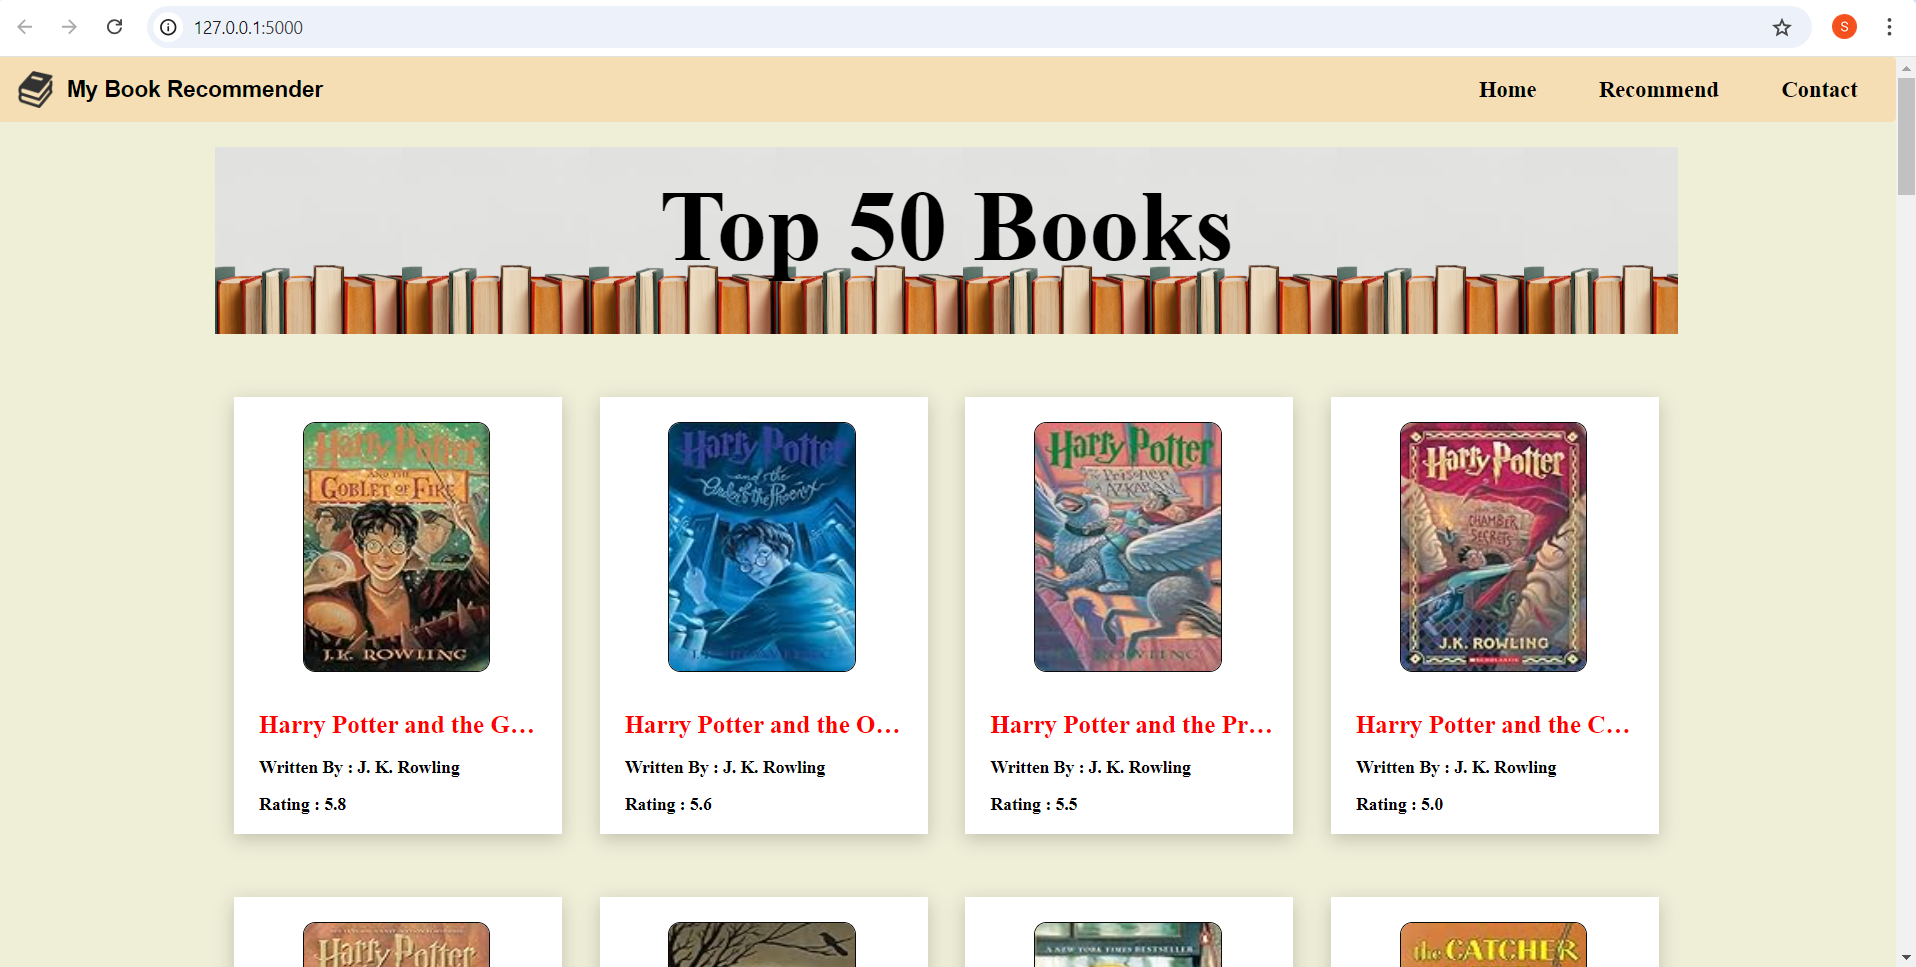 127.0.0.1:5000
S
My Book Recommender
Home Recommend Contact
Top 50 Books
Harry Potter
AND THE
GOBLET OF FIRE
J.K. ROWLING
Harry Potter
and the
Order of the Phoenix
Harry Potter
Prisoner
AZKABAN
Harry Potter
CHAMBER
SECRETS
J.K. ROWLING
SCHOLASTIC
Harry Potter and the G...
Written By : J. K. Rowling
Rating : 5.8
Harry Potter and the O...
Written By : J. K. Rowling
Rating : 5.6
Harry Potter and the Pr...
Written By : J. K. Rowling
Rating : 5.5
Harry Potter and the C...
Written By : J. K. Rowling
Rating : 5.0
Harry Potter
A NEW YORK TIMES BESTSELLER
the CATCHER